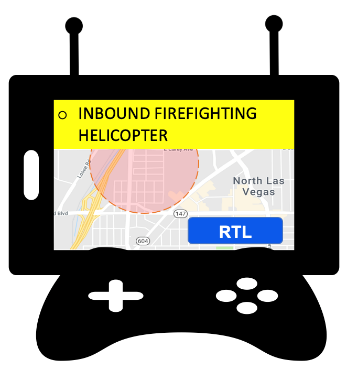 INBOUND FIREFIGHTING
HELICOPTER
North Las
Vegas
147
RTL
604